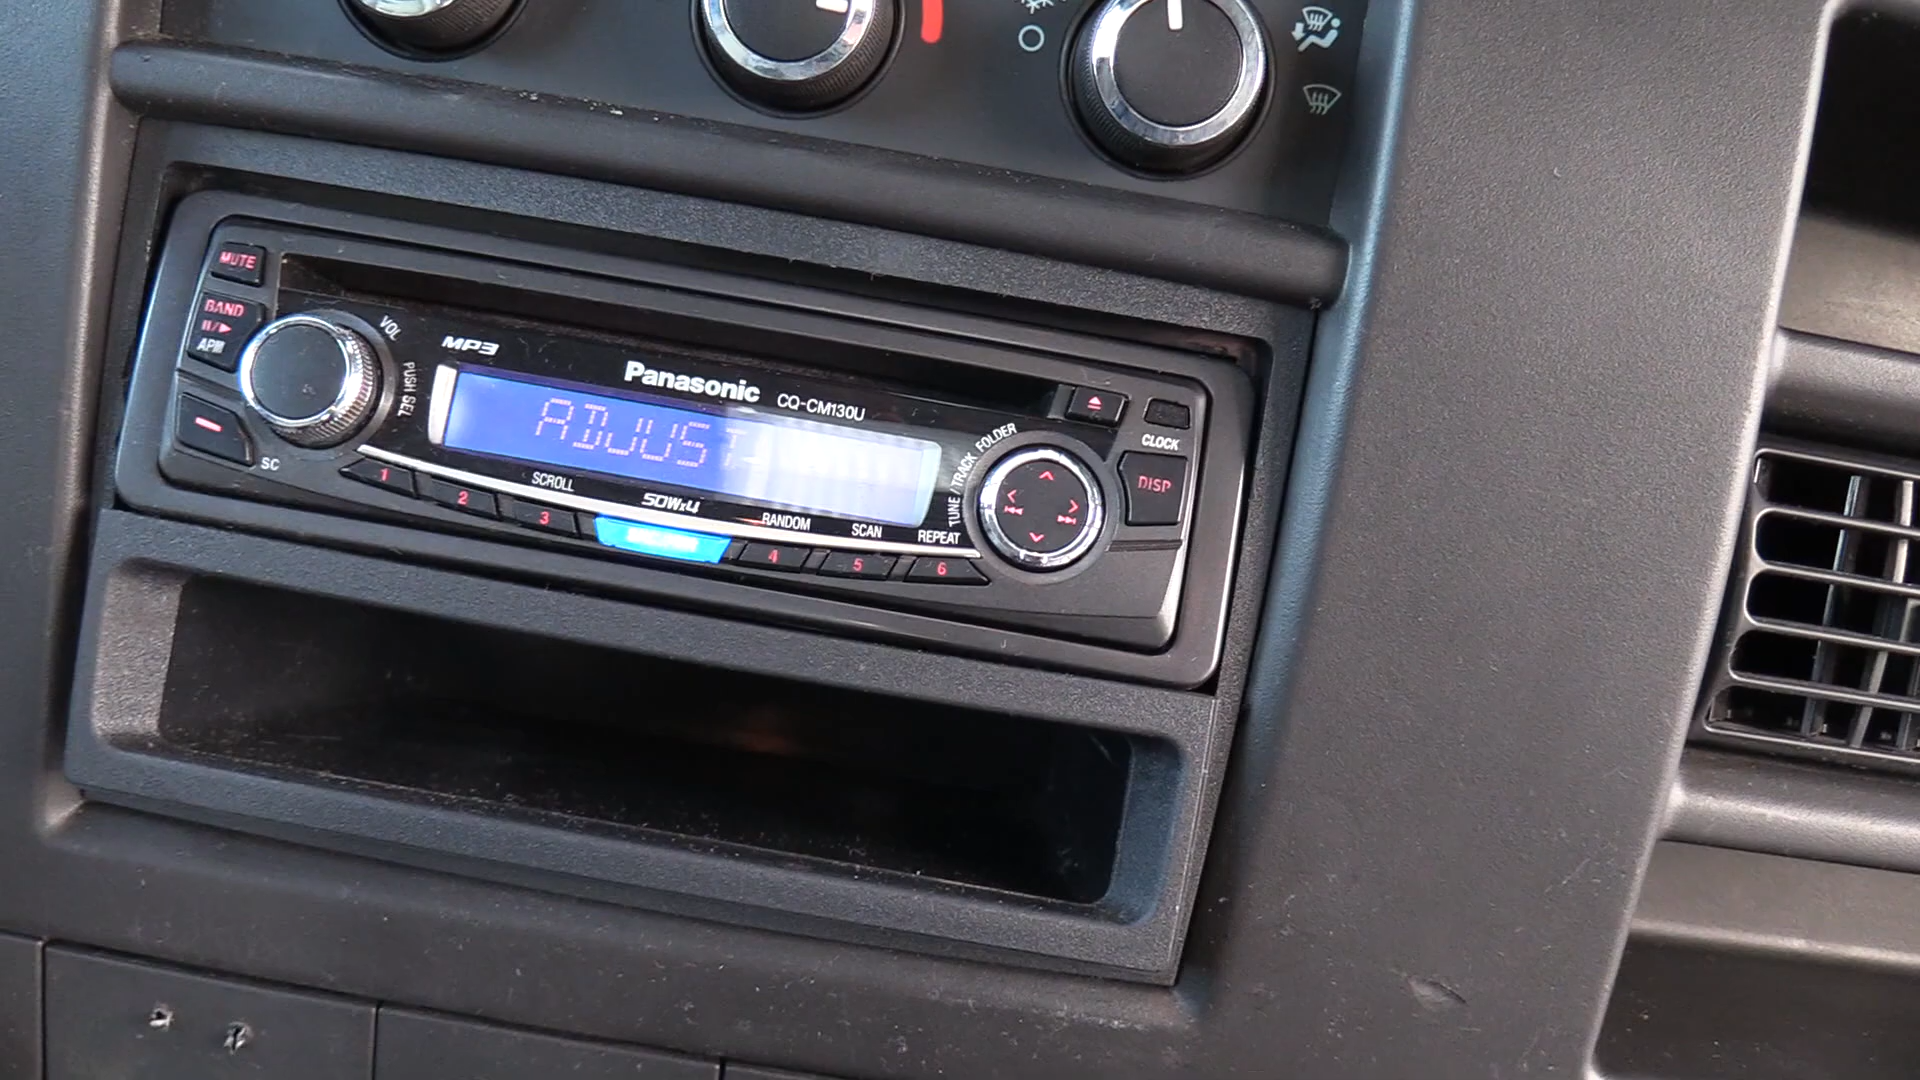 MUTE
BAND
APM
VOL
PUSH SEL
SC
MP3
Panasonic CQ-CM130U
ADJUST
SCROLL
50Wx4
RANDOM
SCAN
REPEAT
1
2
3
4
5
6
TUNE / TRACK FOLDER
CLOCK
DISP